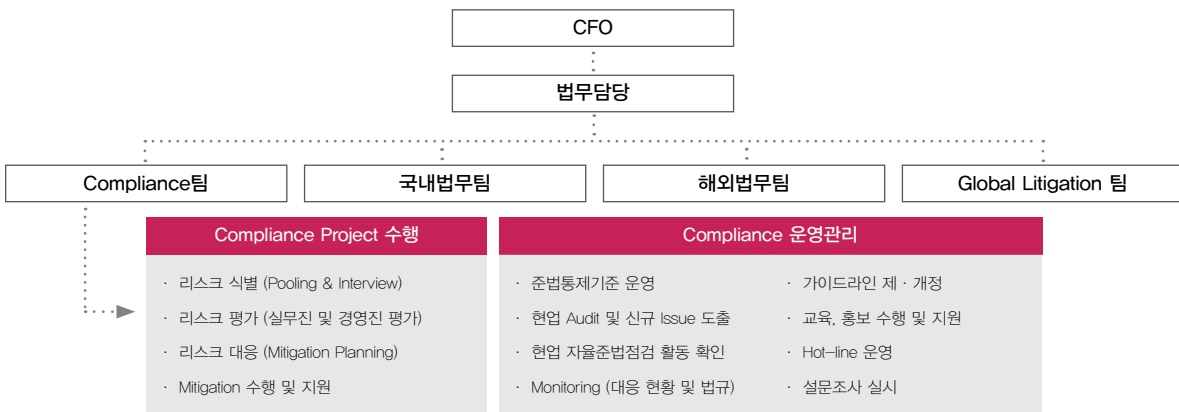 CFO
법무담당
Compliance팀
국내법무팀
해외법무팀
Global Litigation 팀
Compliance Project 수행
· 리스크 식별 (Pooling & Interview)
· 리스크 평가 (실무진 및 경영진 평가)
· 리스크 대응 (Mitigation Planning)
· Mitigation 수행 및 지원
Compliance 운영관리
· 준법통제기준 운영
· 현업 Audit 및 신규 Issue 도출
· 현업 자율준법점검 활동 확인
· Monitoring (대응 현황 및 법규)
· 가이드라인 제 · 개정
· 교육, 홍보 수행 및 지원
· Hot-line 운영
· 설문조사 실시